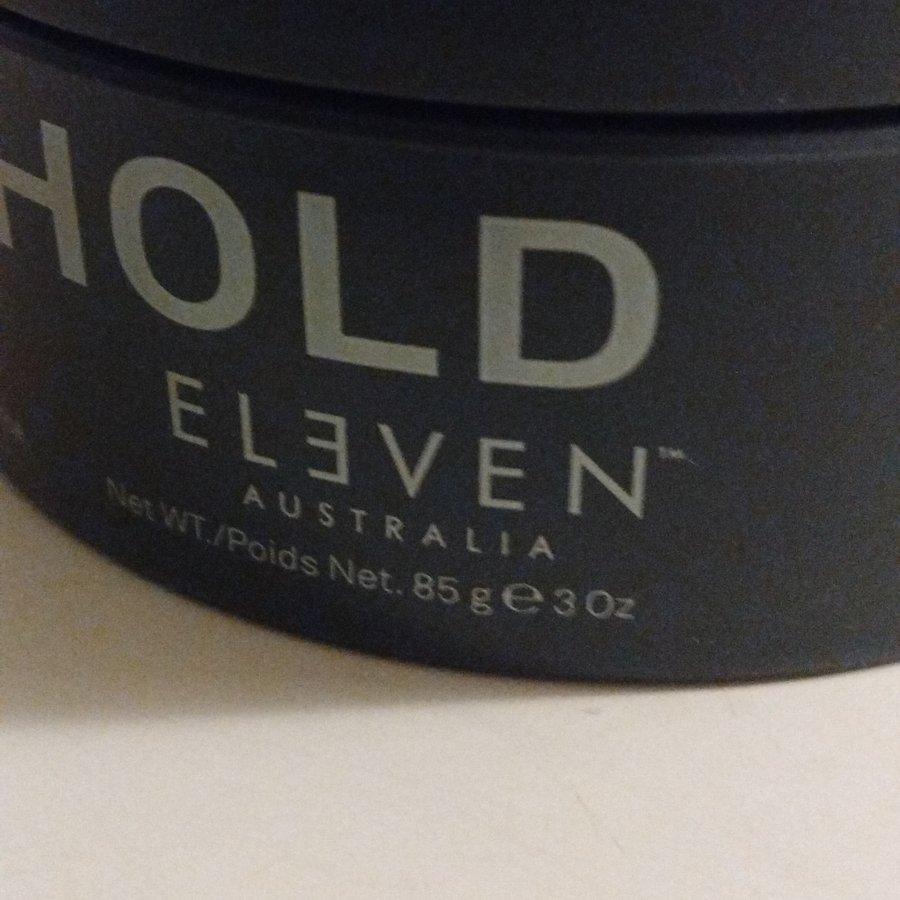 HOLD
ELEVEN™
AUSTRALIA
Net WT./Poids Net. 85 g ℮ 3 Oz